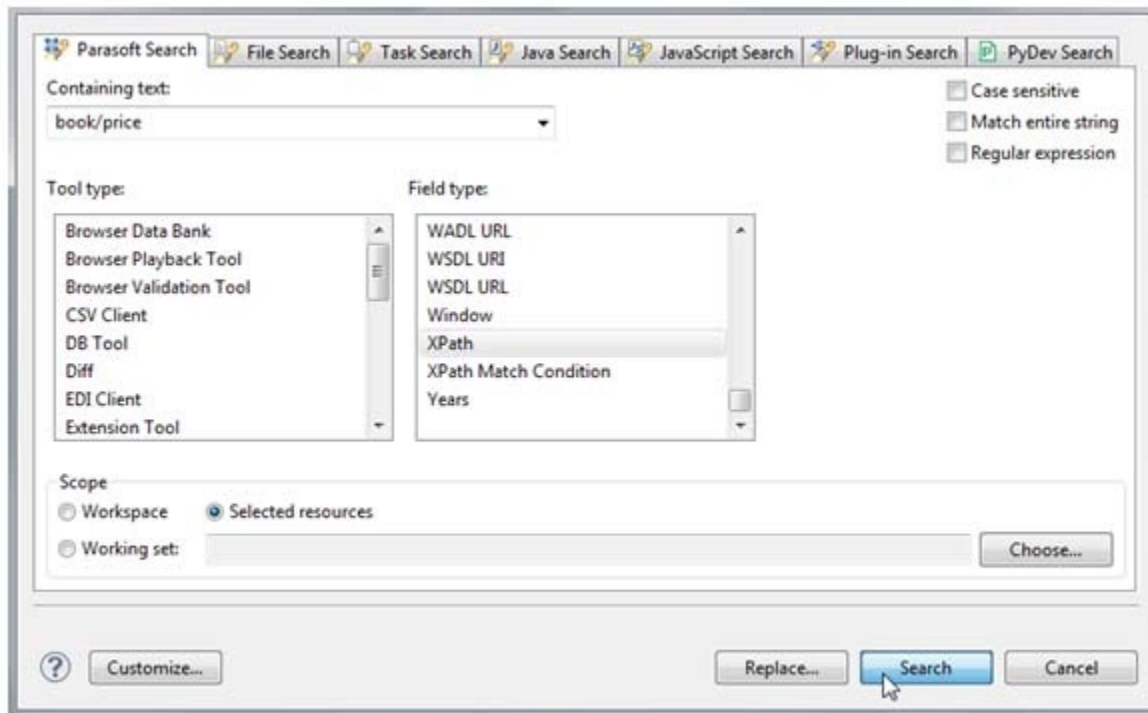 Parasoft Search File Search Task Search Java Search JavaScript Search Plug-in Search PyDev Search
Containing text:
book/price
Case sensitive
Match entire string
Regular expression
Tool type:
Browser Data Bank
Browser Playback Tool
Browser Validation Tool
CSV Client
DB Tool
Diff
EDI Client
Extension Tool
Field type:
WADL URL
WSDL URI
WSDL URL
Window
XPath
XPath Match Condition
Years
Scope
Workspace Selected resources
Working set: Choose...
? Customize... Replace... Search Cancel